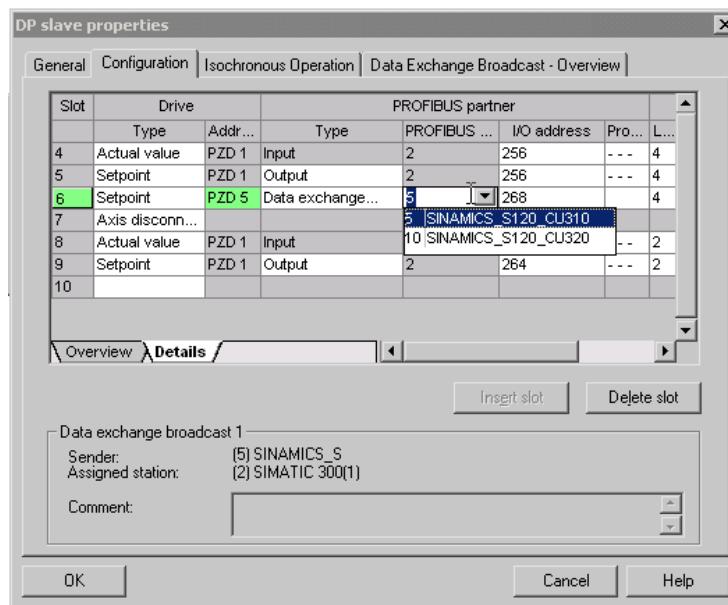 DP slave properties
General Configuration Isochronous Operation Data Exchange Broadcast - Overview
Slot Drive PROFIBUS partner
Type Addr... Type PROFIBUS ... I/O address Pro... L...
4 Actual value PZD 1 Input 2 256 - - - 4
5 Setpoint PZD 1 Output 2 256 - - - 4
6 Setpoint PZD 5 Data exchange... 5 268 4
7 Axis disconn... 5 SINAMICS_S120_CU310
8 Actual value PZD 1 Input 10 SINAMICS_S120_CU320 - - - 2
9 Setpoint PZD 1 Output 2 264 - - - 2
10
Overview Details
Insert slot Delete slot
Data exchange broadcast 1
Sender: (5) SINAMICS_S
Assigned station: (2) SIMATIC 300(1)
Comment:
OK Cancel Help